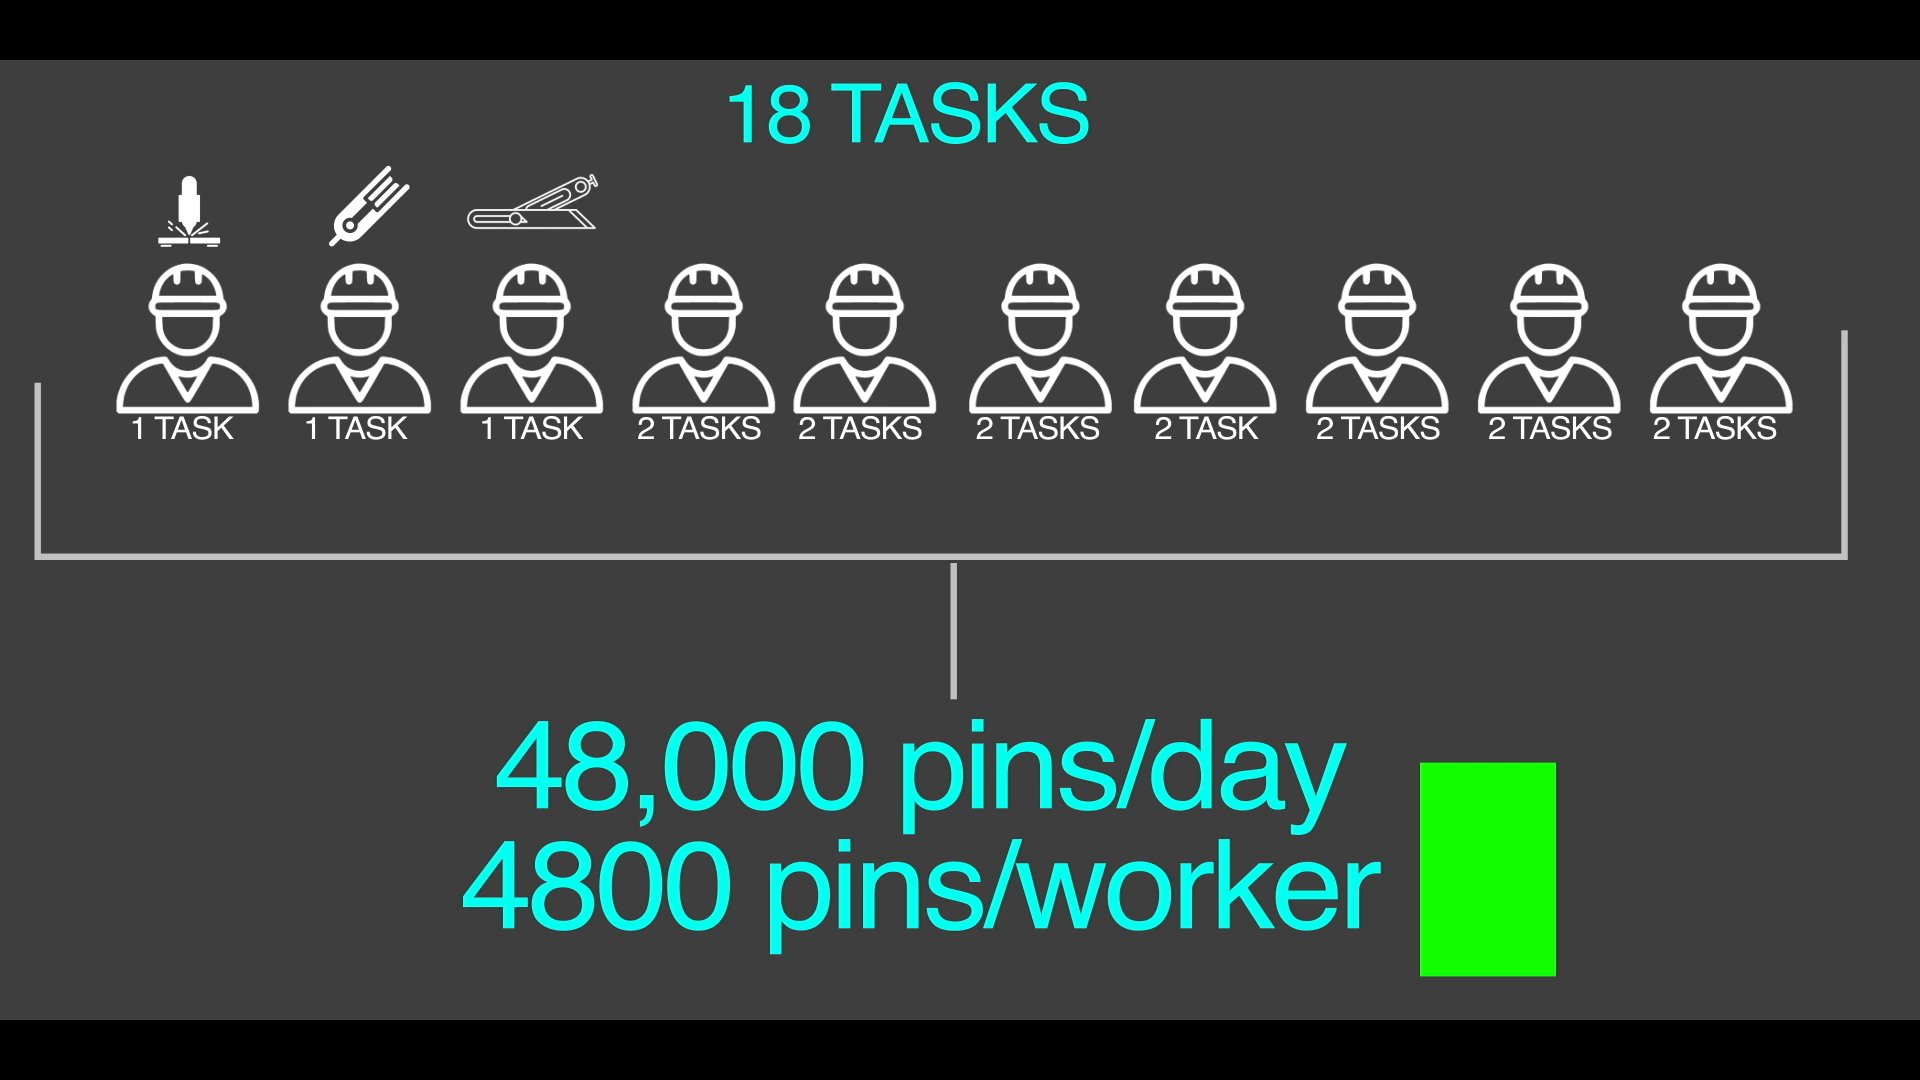 18 TASKS
1 TASK 1 TASK 1 TASK 2 TASKS 2 TASKS 2 TASKS 2 TASK 2 TASKS 2 TASKS 2 TASKS
48,000 pins/day
4800 pins/worker